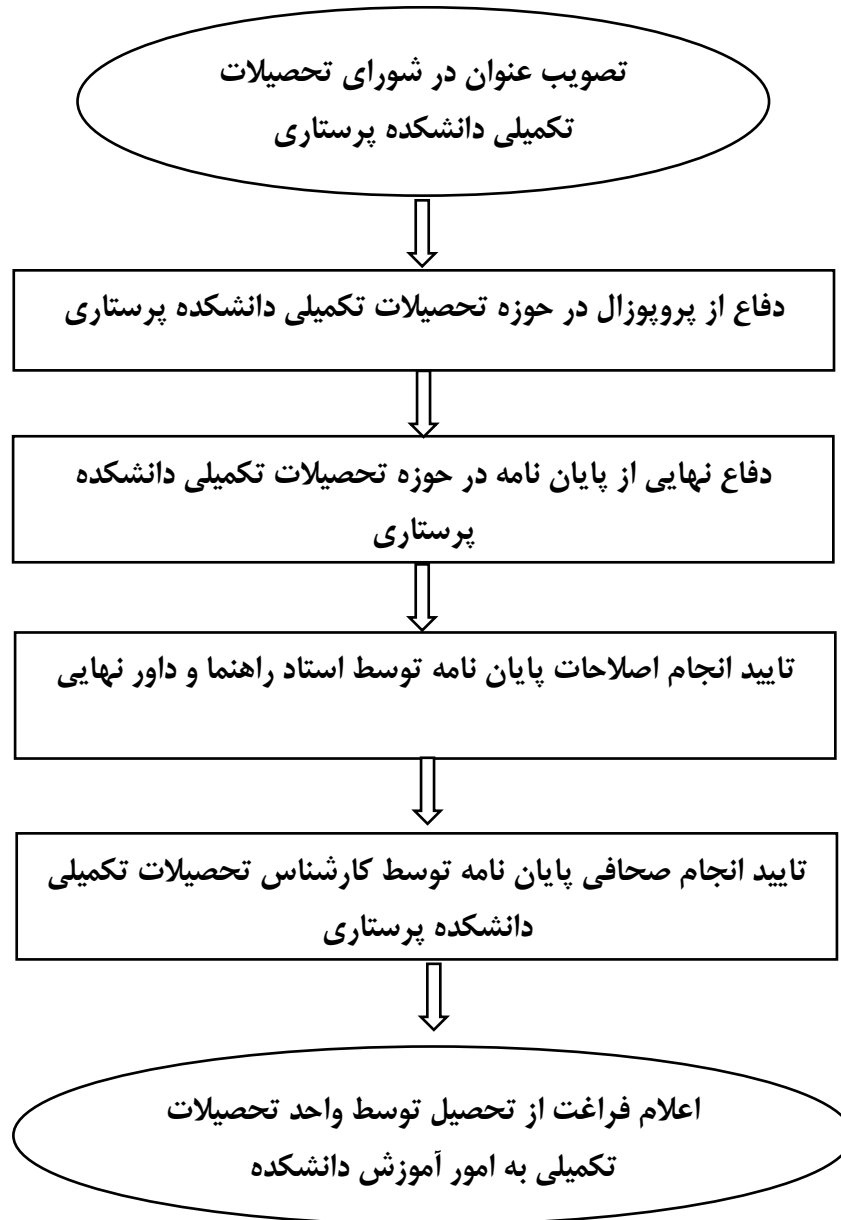 تصویب عنوان در شورای تحصیلات
تکمیلی دانشکده پرستاری
دفاع از پروپوزال در حوزه تحصیلات تکمیلی دانشکده پرستاری
دفاع نهایی از پایان نامه در حوزه تحصیلات تکمیلی دانشکده
پرستاری
تایید انجام اصلاحات پایان نامه توسط استاد راهنما و داور نهایی
تایید انجام صحافی پایان نامه توسط کارشناس تحصیلات تکمیلی
دانشکده پرستاری
اعلام فراغت از تحصیل توسط واحد تحصیلات
تکمیلی به امور آموزش دانشکده